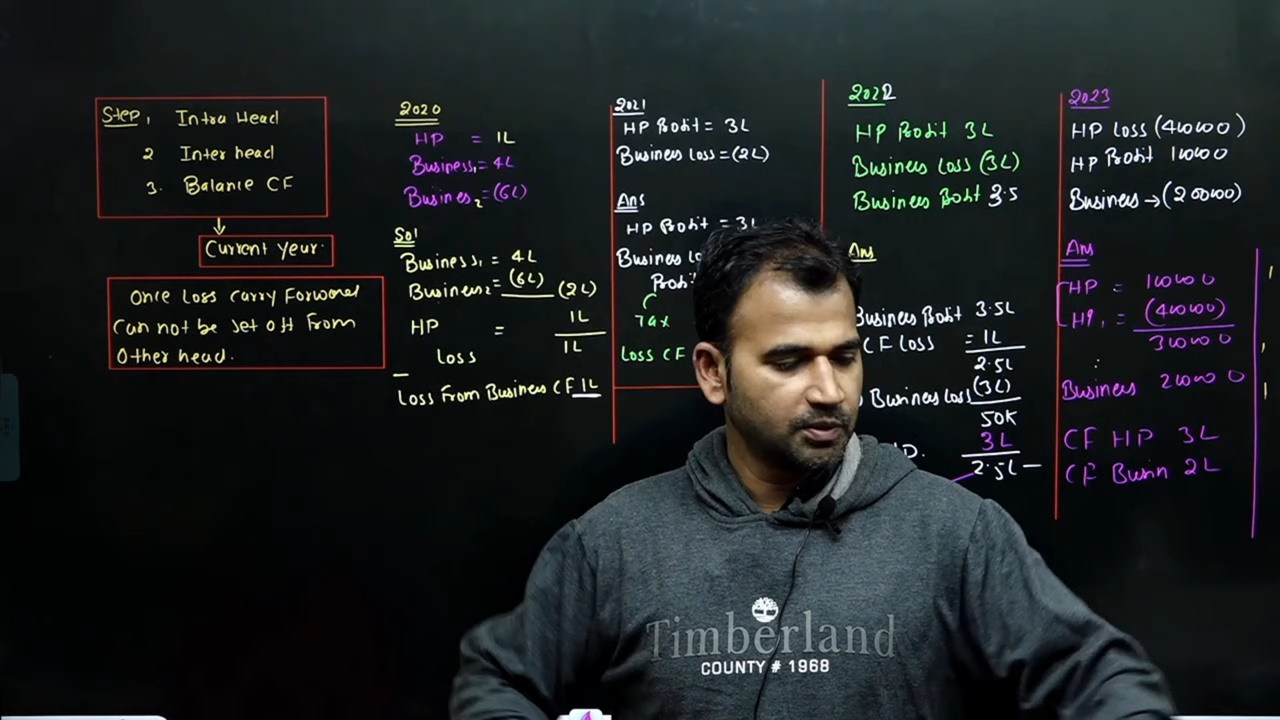 Step 1 Intra Head
2 Inter head
3. Balance CF
Current year.
Once Loss Carry Forward
Can not be set off From
Other head.
2020
HP = 1L
Business1 = 4L
Busines2 = (6L)
Sol
Business1 = 4L
Business2 = (6L) (2L)
HP = 1L
Loss 1L
Loss From Business CF 1L
2021
HP Profit = 3L
Business Loss = (2L)
Ans
HP Profit = 3L
Business
Tax
Loss CF
2022
HP Profit 3L
Business Loss (3L)
Business Profit 3.5
Ans
Business Profit 3.5L
CF Loss = 1L
2.5L
Business Loss (3L)
50K
3L
2.5L
2023
HP Loss (400000)
HP Profit 100000
Business → (200000)
Ans
HP = 100000
HP1 = (400000)
300000
Business 200000
CF HP 3L
CF Busin 2L
Timberland
COUNTY # 1968